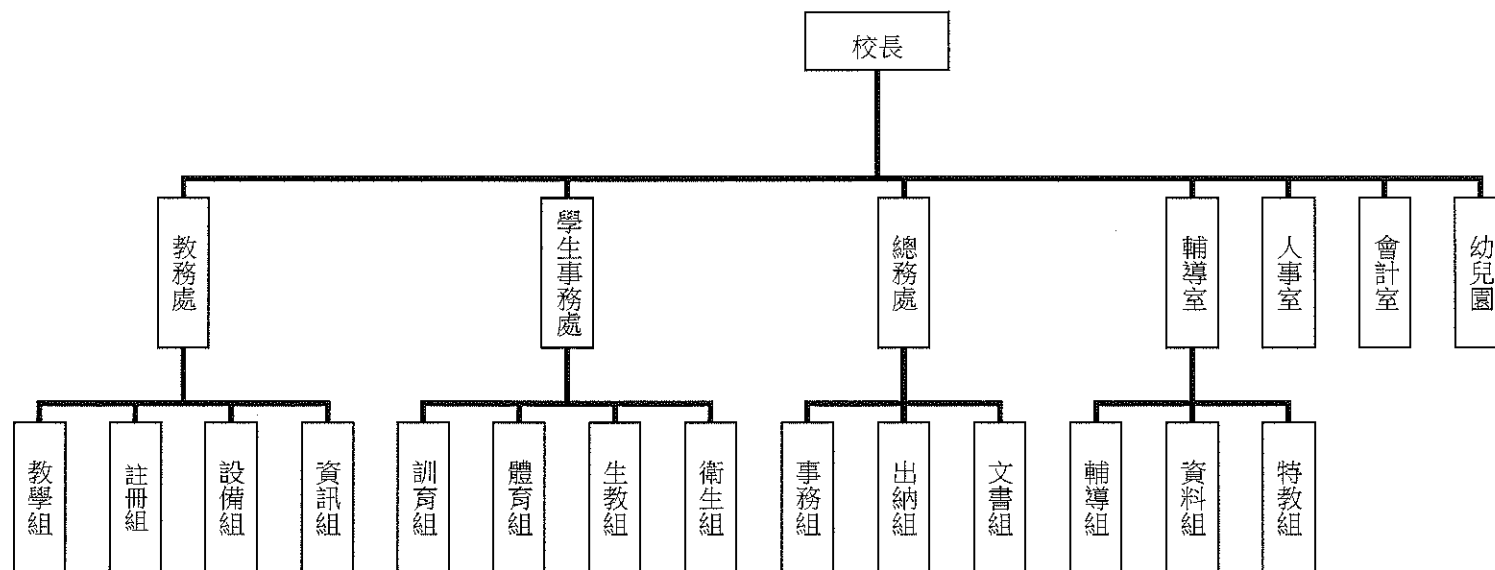 校長
教務處
學生事務處
總務處
輔導室
人事室
會計室
幼兒園
教學組
註冊組
設備組
資訊組
訓育組
體育組
生教組
衛生組
事務組
出納組
文書組
輔導組
資料組
特教組